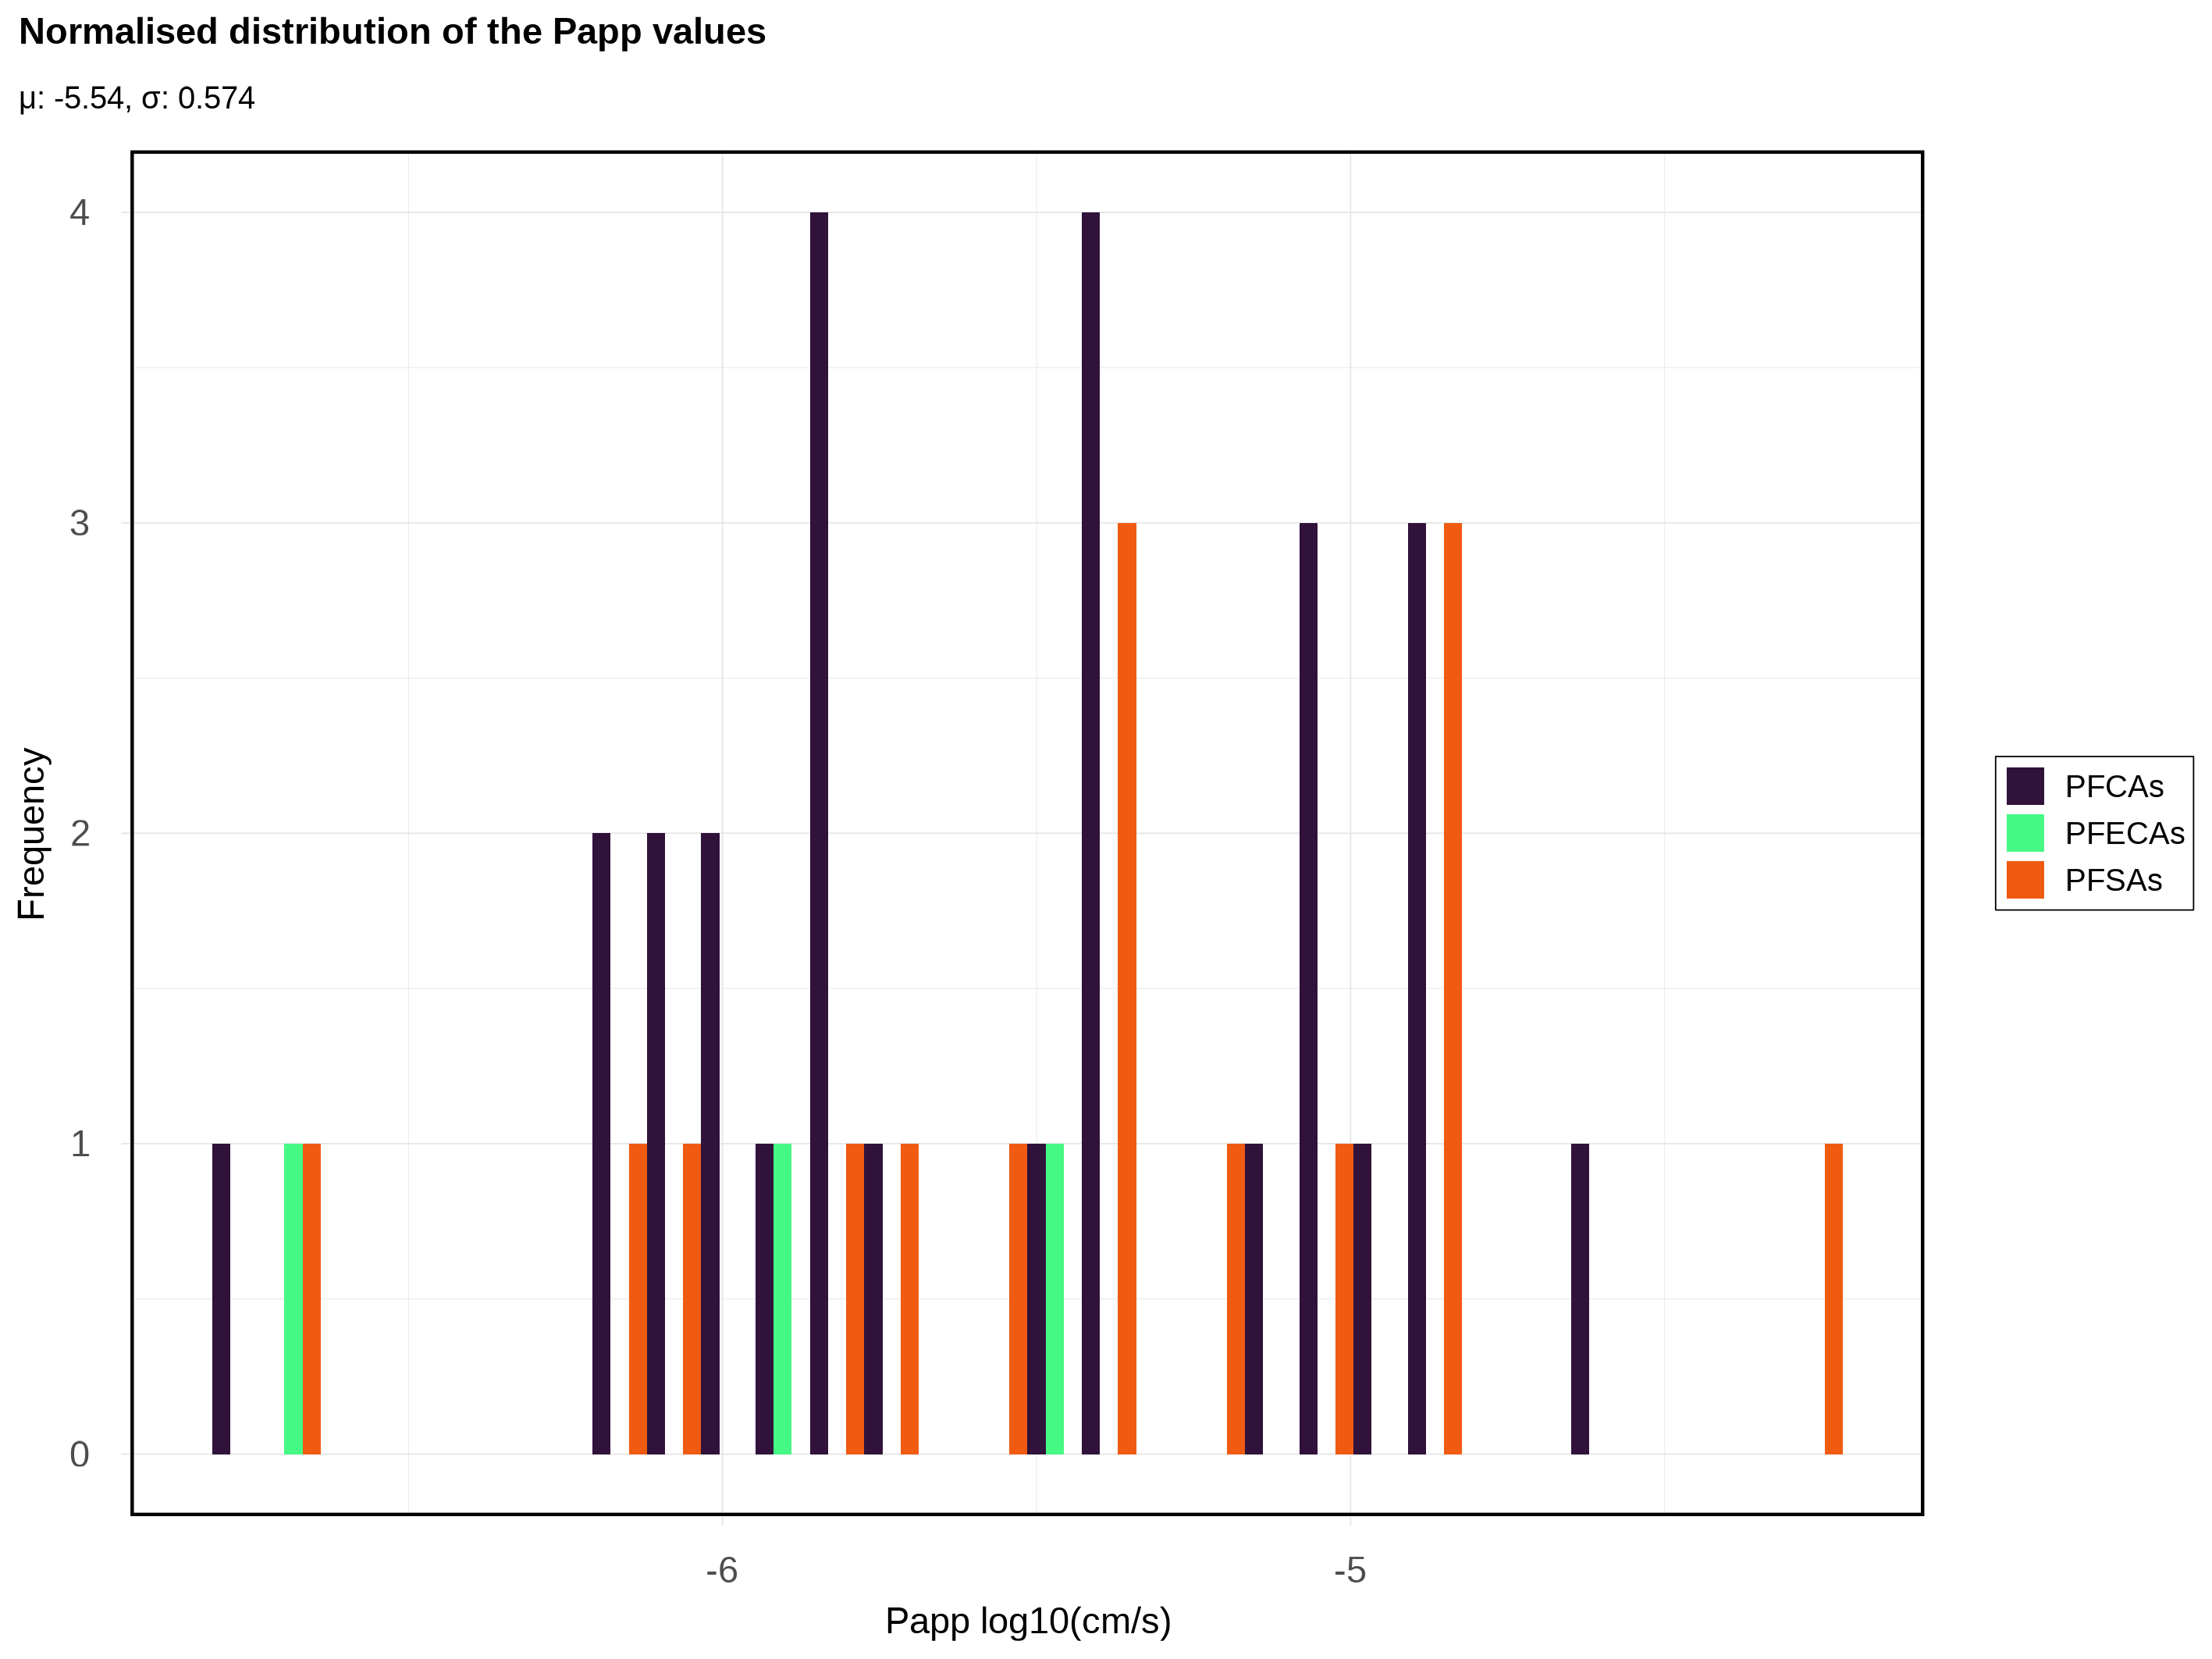 Normalised distribution of the Papp values
μ: -5.54, σ: 0.574
4
3
2
1
0
Frequency
-6
-5
Papp log10(cm/s)
PFCAs
PFECAs
PFSAs